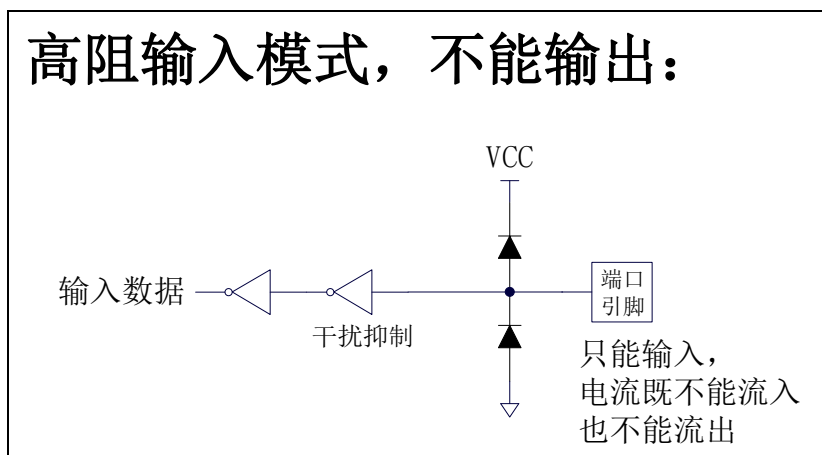 高阻输入模式，不能输出：
VCC
输入数据
干扰抑制
端口
引脚
只能输入，
电流既不能流入
也不能流出